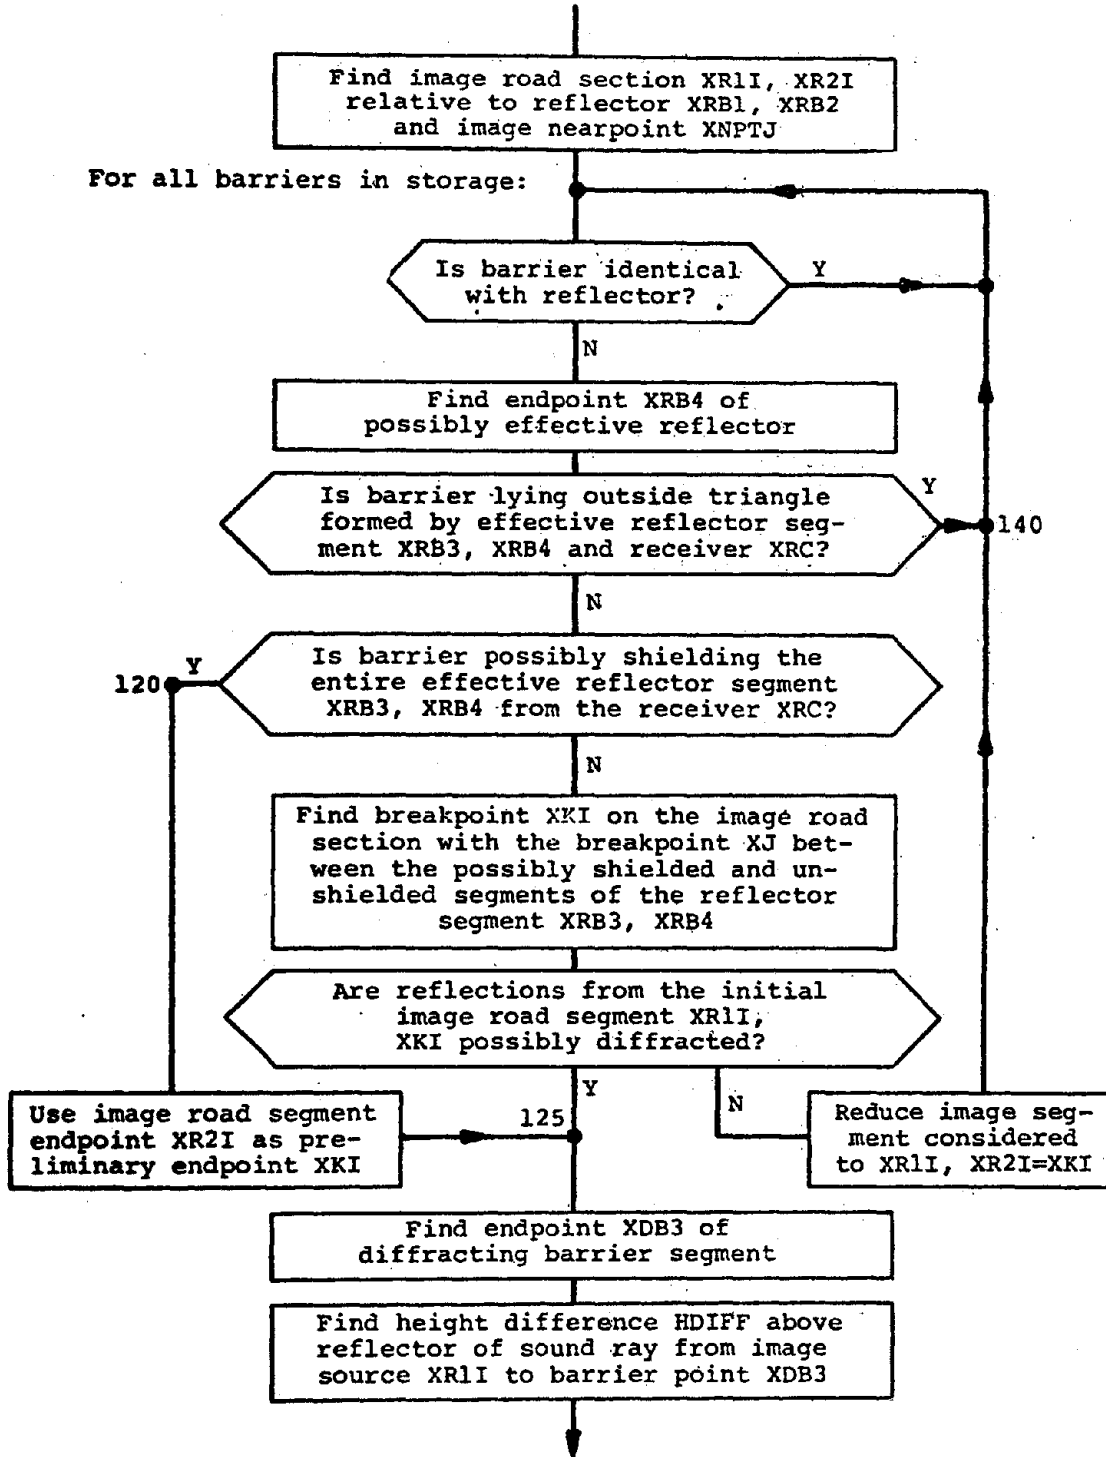 Find image road section XR1I, XR2I
relative to reflector XRB1, XRB2
and image nearpoint XNPTJ
For all barriers in storage:
Is barrier identical
with reflector?
Y
N
Find endpoint XRB4 of
possibly effective reflector
Is barrier lying outside triangle
formed by effective reflector seg-
ment XRB3, XRB4 and receiver XRC?
Y
140
N
Is barrier possibly shielding the
entire effective reflector segment
XRB3, XRB4 from the receiver XRC?
Y
120
N
Find breakpoint XKI on the image road
section with the breakpoint XJ bet-
ween the possibly shielded and un-
shielded segments of the reflector
segment XRB3, XRB4
Are reflections from the initial
image road segment XR1I,
XKI possibly diffracted?
Y
N
Use image road segment
endpoint XR2I as pre-
liminary endpoint XKI
125
Reduce image seg-
ment considered
to XR1I, XR2I=XKI
Find endpoint XDB3 of
diffracting barrier segment
Find height difference HDIFF above
reflector of sound ray from image
source XR1I to barrier point XDB3